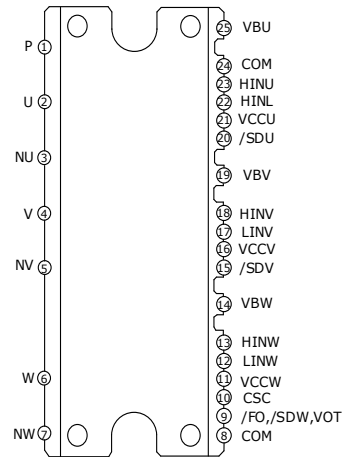 P 1
U 2
NU 3
V 4
NV 5
W 6
NW 7
25 VBU
24 COM
23 HINU
22 HINL
21 VCCU
20 /SDU
19 VBV
18 HINV
17 LINV
16 VCCV
15 /SDV
14 VBW
13 HINW
12 LINW
11 VCCW
10 CSC
9 /FO,/SDW,VOT
8 COM